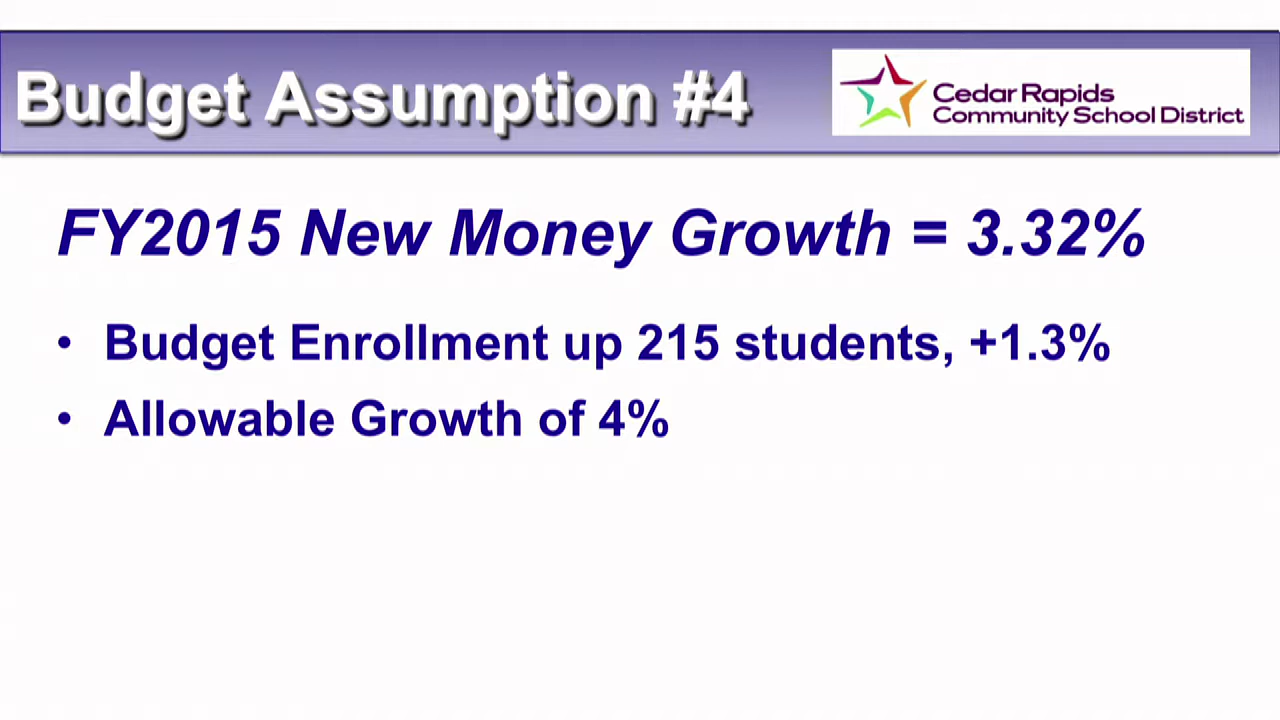 Budget Assumption #4
Cedar Rapids
Community School District
FY2015 New Money Growth = 3.32%
• Budget Enrollment up 215 students, +1.3%
• Allowable Growth of 4%